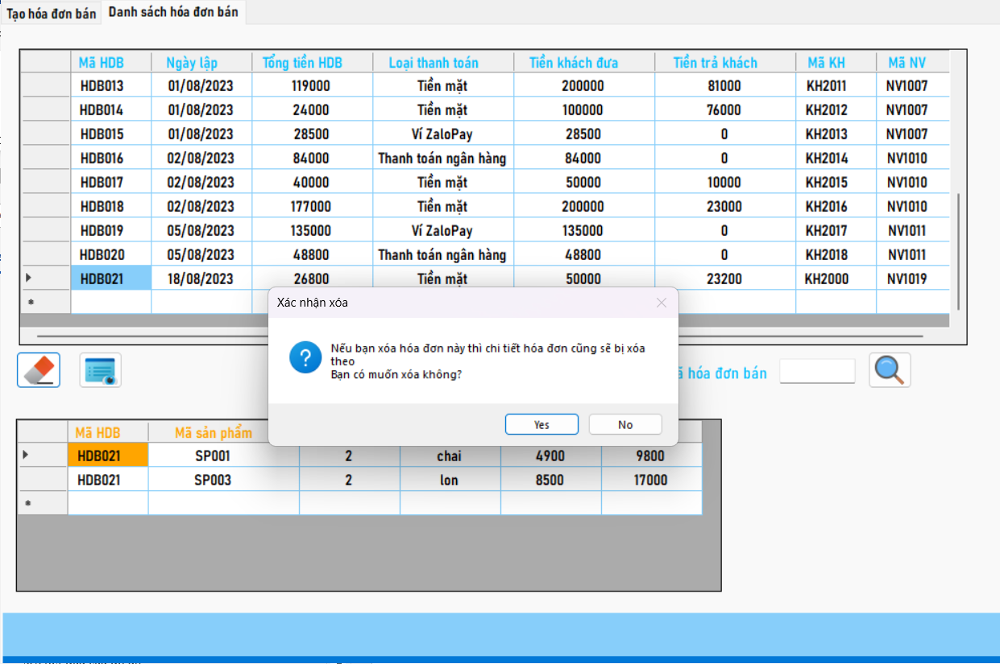 Tạo hóa đơn bán Danh sách hóa đơn bán
Mã HDB Ngày lập Tổng tiền HDB Loại thanh toán Tiền khách đưa Tiền trả khách Mã KH Mã NV
HDB013 01/08/2023 119000 Tiền mặt 200000 81000 KH2011 NV1007
HDB014 01/08/2023 24000 Tiền mặt 100000 76000 KH2012 NV1007
HDB015 01/08/2023 28500 Ví ZaloPay 28500 0 KH2013 NV1007
HDB016 02/08/2023 84000 Thanh toán ngân hàng 84000 0 KH2014 NV1010
HDB017 02/08/2023 40000 Tiền mặt 50000 10000 KH2015 NV1010
HDB018 02/08/2023 177000 Tiền mặt 200000 23000 KH2016 NV1010
HDB019 05/08/2023 135000 Ví ZaloPay 135000 0 KH2017 NV1011
HDB020 05/08/2023 48800 Thanh toán ngân hàng 48800 0 KH2018 NV1011
HDB021 18/08/2023 26800 Tiền mặt 50000 23200 KH2000 NV1019
Xác nhận xóa
Nếu bạn xóa hóa đơn này thì chi tiết hóa đơn cũng sẽ bị xóa
theo
Bạn có muốn xóa không?
Yes No
hóa đơn bán
Mã HDB Mã sản phẩm
HDB021 SP001 2 chai 4900 9800
HDB021 SP003 2 lon 8500 17000